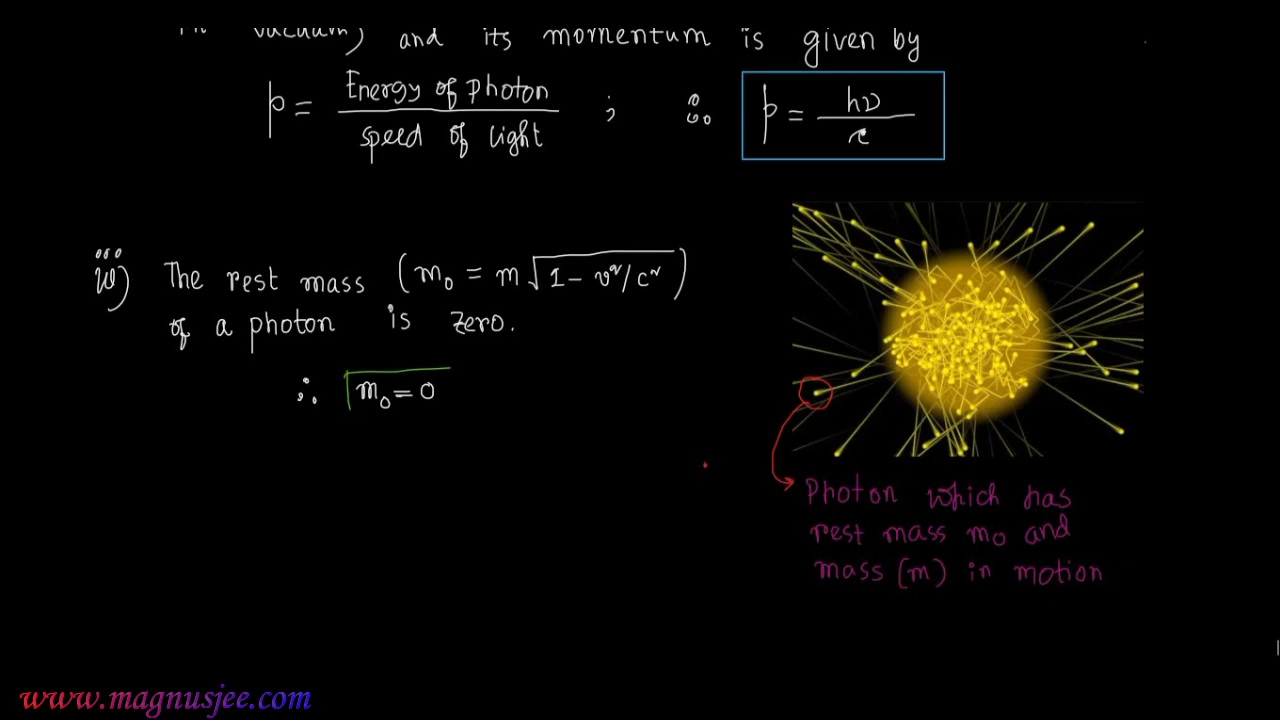 vacuum) and its momentum is given by
p = Energy of photon / speed of light ; ∴ p = hν / c
iii) The rest mass (m₀ = m√1 – v²/c²)
of a photon is zero.
∴ m₀ = 0
Photon which has
rest mass m₀ and
mass (m) in motion
www.magnusjee.com